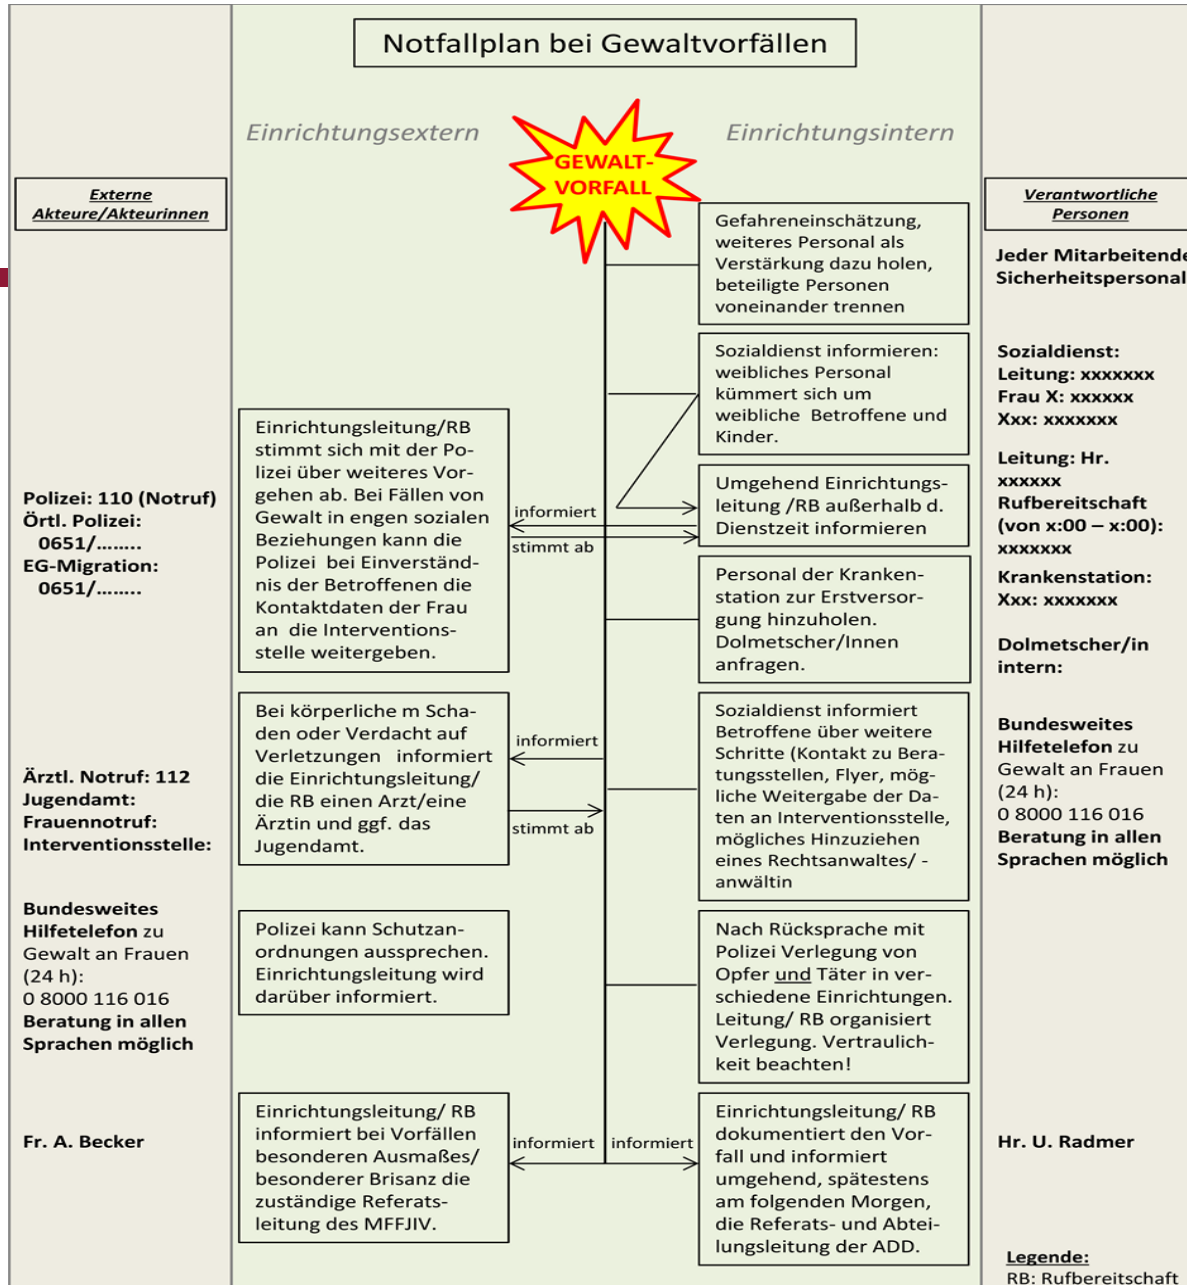 Notfallplan bei Gewaltvorfällen
Einrichtungsextern
Einrichtungsintern
GEWALT-
VORFALL
Externe
Akteure/Akteurinnen
Polizei: 110 (Notruf)
Örtl. Polizei:
0651/........
EG-Migration:
0651/........
Ärztl. Notruf: 112
Jugendamt:
Frauennotruf:
Interventionsstelle:
Bundesweites
Hilfetelefon zu
Gewalt an Frauen
(24 h):
0 8000 116 016
Beratung in allen
Sprachen möglich
Fr. A. Becker
Einrichtungsleitung/RB
stimmt sich mit der Po-
lizei über weiteres Vor-
gehen ab. Bei Fällen von
Gewalt in engen sozialen
Beziehungen kann die
Polizei bei Einverständ-
nis der Betroffenen die
Kontaktdaten der Frau
an die Interventions-
stelle weitergeben.
Bei körperliche m Scha-
den oder Verdacht auf
Verletzungen informiert
die Einrichtungsleitung/
die RB einen Arzt/eine
Ärztin und ggf. das
Jugendamt.
Polizei kann Schutzan-
ordnungen aussprechen.
Einrichtungsleitung wird
darüber informiert.
Einrichtungsleitung/ RB
informiert bei Vorfällen
besonderen Ausmaßes/
besonderer Brisanz die
zuständige Referats-
leitung des MFFJIV.
informiert
stimmt ab
informiert
stimmt ab
informiert
informiert
Gefahreneinschätzung,
weiteres Personal als
Verstärkung dazu holen,
beteiligte Personen
voneinander trennen
Sozialdienst informieren:
weibliches Personal
kümmert sich um
weibliche Betroffene und
Kinder.
Umgehend Einrichtungs-
leitung /RB außerhalb d.
Dienstzeit informieren
Personal der Kranken-
station zur Erstversor-
gung hinzuholen.
Dolmetscher/Innen
anfragen.
Sozialdienst informiert
Betroffene über weitere
Schritte (Kontakt zu Bera-
tungsstellen, Flyer, mög-
liche Weitergabe der Da-
ten an Interventionsstelle,
mögliches Hinzuziehen
eines Rechtsanwaltes/ -
anwältin
Nach Rücksprache mit
Polizei Verlegung von
Opfer und Täter in ver-
schiedene Einrichtungen.
Leitung/ RB organisiert
Verlegung. Vertraulich-
keit beachten!
Einrichtungsleitung/ RB
dokumentiert den Vor-
fall und informiert
umgehend, spätestens
am folgenden Morgen,
die Referats- und Abtei-
lungsleitung der ADD.
Verantwortliche
Personen
Jeder Mitarbeitende
Sicherheitspersonal
Sozialdienst:
Leitung: xxxxxxx
Frau X: xxxxxx
Xxx: xxxxxxx
Leitung: Hr.
xxxxxx
Rufbereitschaft
(von x:00 – x:00):
xxxxxxx
Krankenstation:
Xxx: xxxxxxx
Dolmetscher/in
intern:
Bundesweites
Hilfetelefon zu
Gewalt an Frauen
(24 h):
0 8000 116 016
Beratung in allen
Sprachen möglich
Hr. U. Radmer
Legende:
RB: Rufbereitschaft